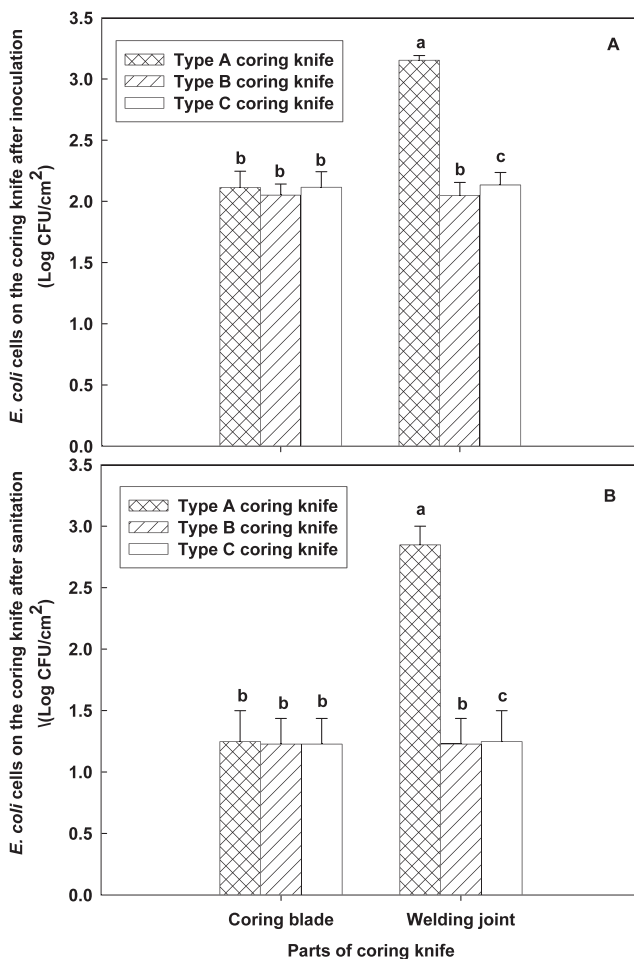 E. coli cells on the coring knife after inoculation
(Log CFU/cm2)
3.5
3.0
2.5
2.0
1.5
1.0
0.5
0.0
Type A coring knife
Type B coring knife
Type C coring knife
A
b
b
b
a
b
c
E. coli cells on the coring knife after sanitation
\(Log CFU/cm2)
3.5
3.0
2.5
2.0
1.5
1.0
0.5
0.0
Type A coring knife
Type B coring knife
Type C coring knife
B
b
b
b
a
b
c
Coring blade
Welding joint
Parts of coring knife